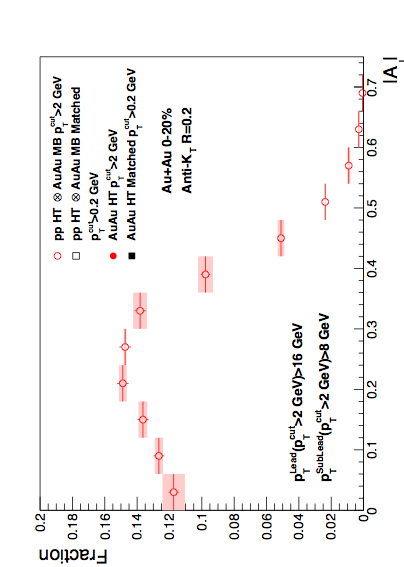 Fraction
0.2
0.18
0.16
0.14
0.12
0.1
0.08
0.06
0.04
0.02
0
pp HT ⊗ AuAu MB p_T^cut>2 GeV
pp HT ⊗ AuAu MB Matched
p_T^cut>0.2 GeV
AuAu HT p_T^cut>2 GeV
AuAu HT Matched p_T^cut>0.2 GeV
Au+Au 0-20%
Anti-K_T R=0.2
p_T^Lead(p_T^cut>2 GeV)>16 GeV
p_T^SubLead(p_T^cut>2 GeV)>8 GeV
0 0.1 0.2 0.3 0.4 0.5 0.6 0.7